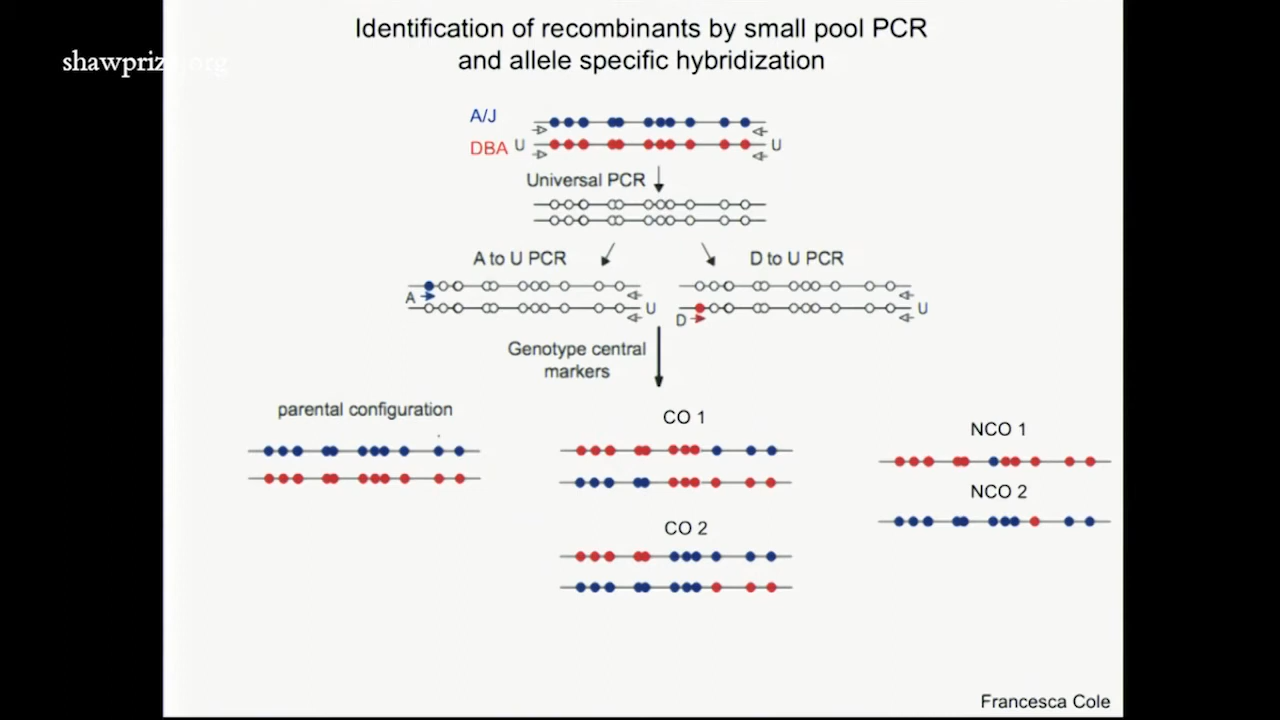 Identification of recombinants by small pool PCR
and allele specific hybridization
shawprize.org
A/J
DBA U U
Universal PCR
A to U PCR D to U PCR
A U D U
Genotype central
markers
parental configuration
CO 1
NCO 1
NCO 2
CO 2
Francesca Cole